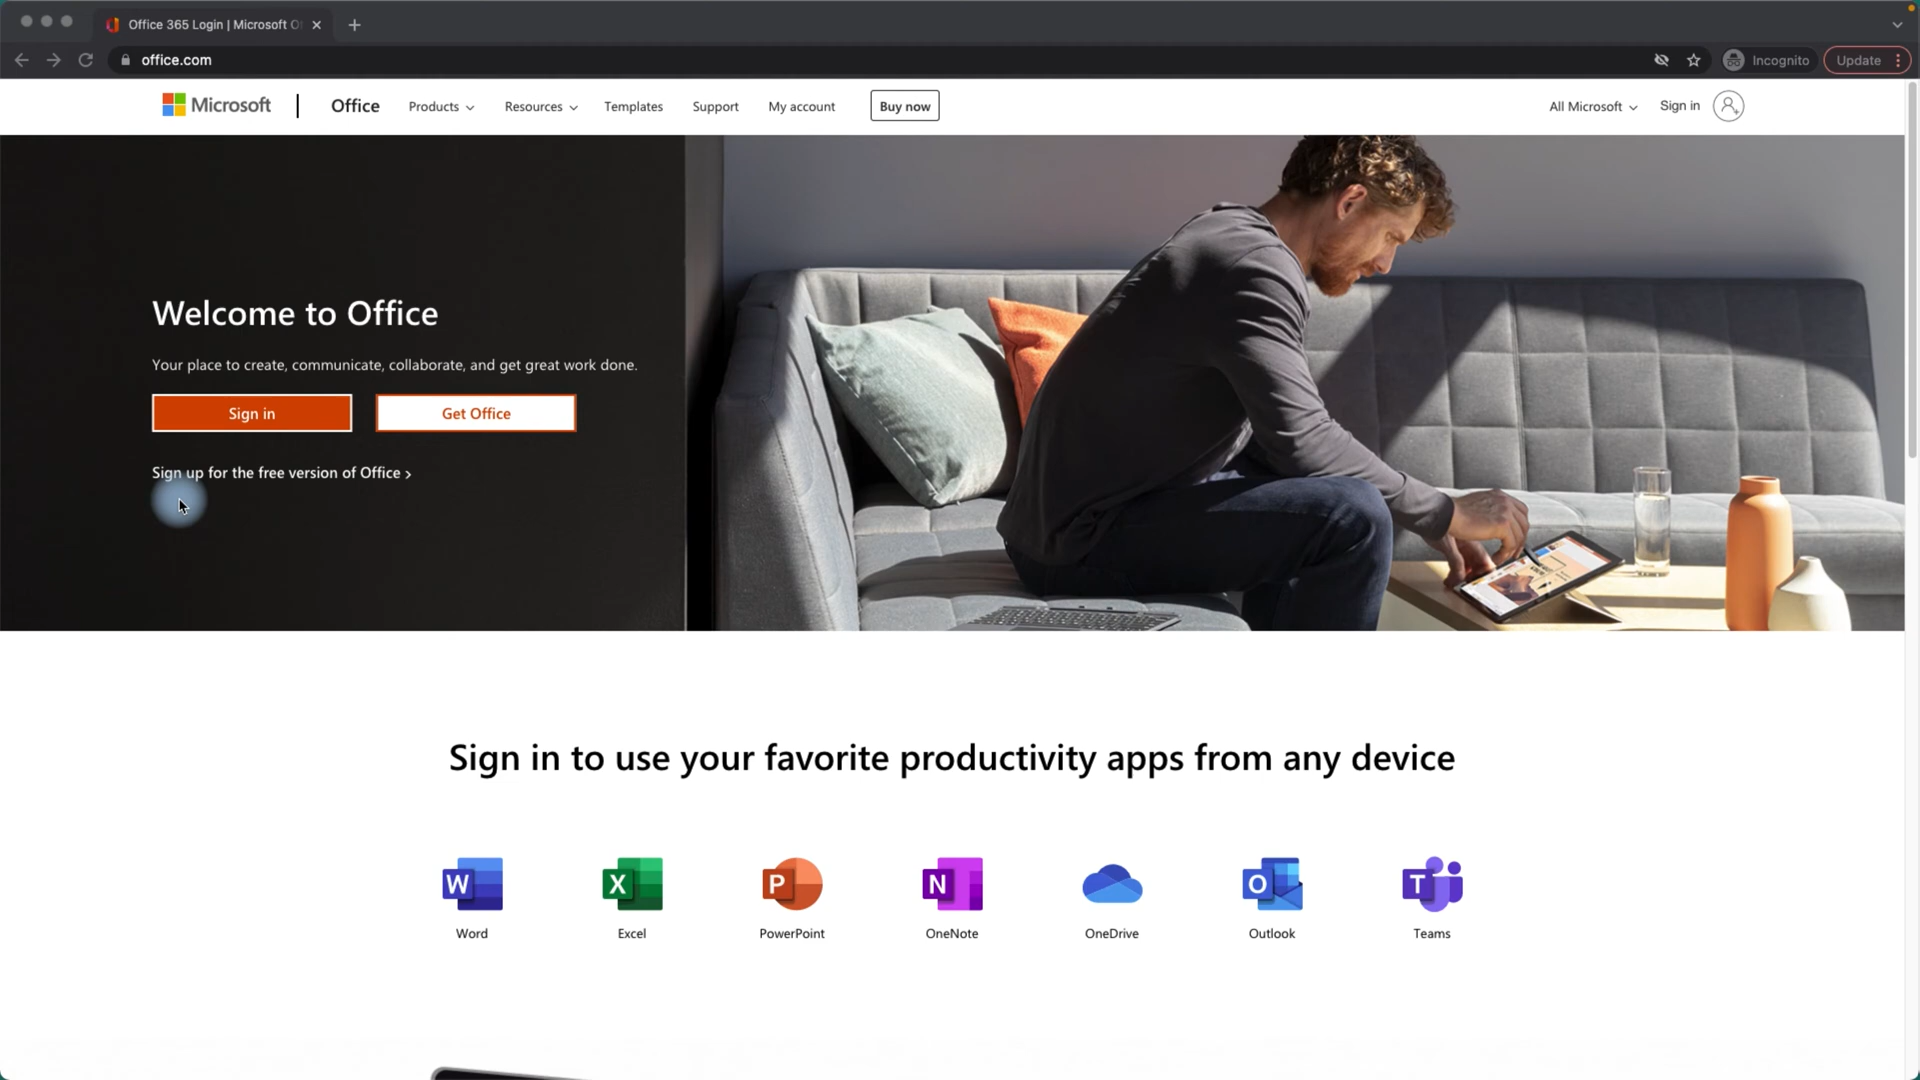 Office 365 Login | Microsoft O
office.com
Incognito
Update
Microsoft
Office
Products
Resources
Templates
Support
My account
Buy now
All Microsoft
Sign in
Welcome to Office
Your place to create, communicate, collaborate, and get great work done.
Sign in
Get Office
Sign up for the free version of Office >
Sign in to use your favorite productivity apps from any device
W
X
P
N
O
T
Word
Excel
PowerPoint
OneNote
OneDrive
Outlook
Teams